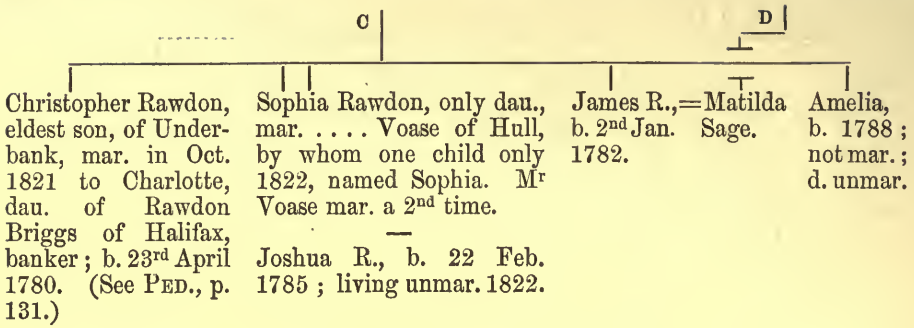 C
D
Christopher Rawdon,
eldest son, of Under-
bank, mar. in Oct.
1821 to Charlotte,
dau. of Rawdon
Briggs of Halifax,
banker; b. 23rd April
1780. (See PED., p.
131.)
Sophia Rawdon, only dau.,
mar. .... Voase of Hull,
by whom one child only
1822, named Sophia. Mr
Voase mar. a 2nd time.
—
Joshua R., b. 22 Feb.
1785; living unmar. 1822.
James R.,=Matilda
b. 2nd Jan. Sage.
1782.
Amelia,
b. 1788;
not mar.;
d. unmar.